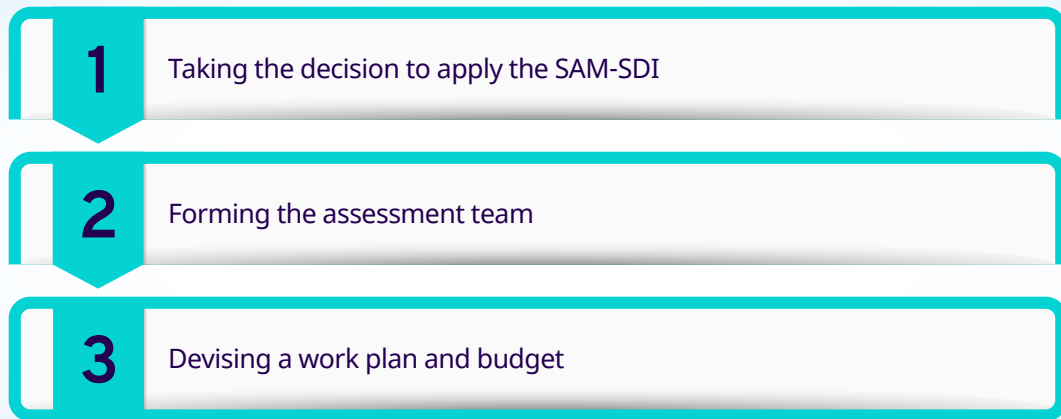 1
Taking the decision to apply the SAM-SDI
2
Forming the assessment team
3
Devising a work plan and budget